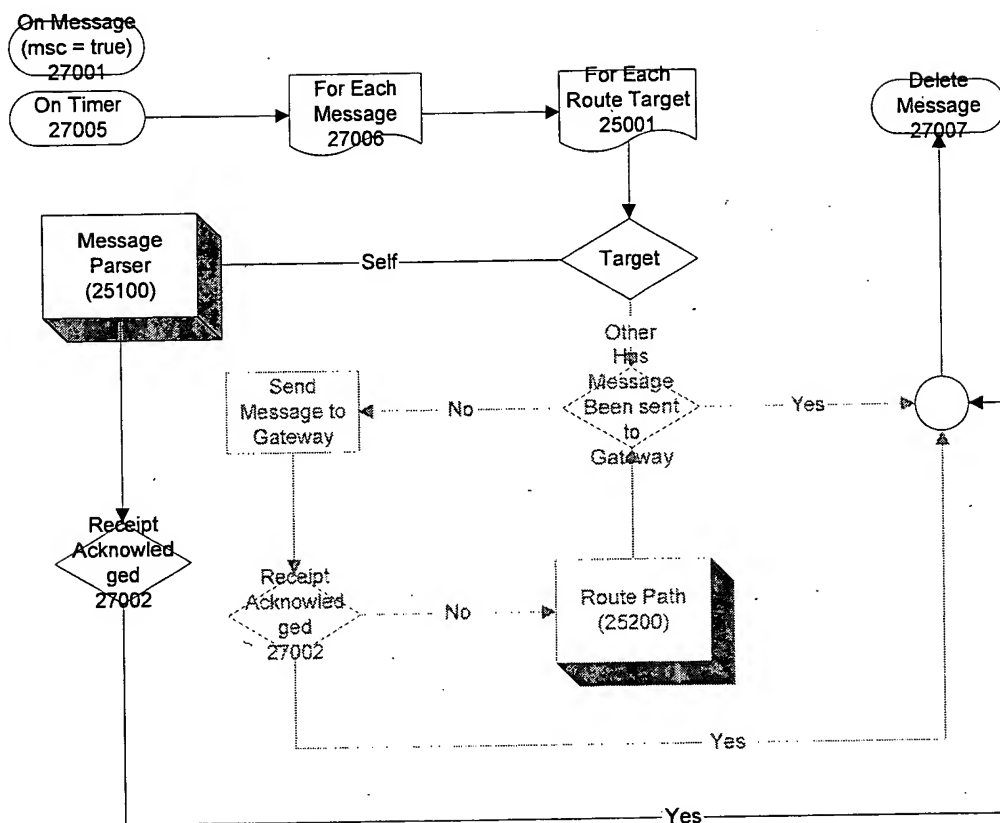 On Message
(msc = true)
27001
On Timer
27005
For Each
Message
27006
For Each
Route Target
25001
Delete
Message
27007
Message
Parser
(25100)
Self
Target
Other
Has
Message
Been sent
to
Gateway
Send
Message to
Gateway
No
Yes
Receipt
Acknowled
ged
27002
Receipt
Acknowled
ged
27002
No
Route Path
(25200)
Yes
Yes